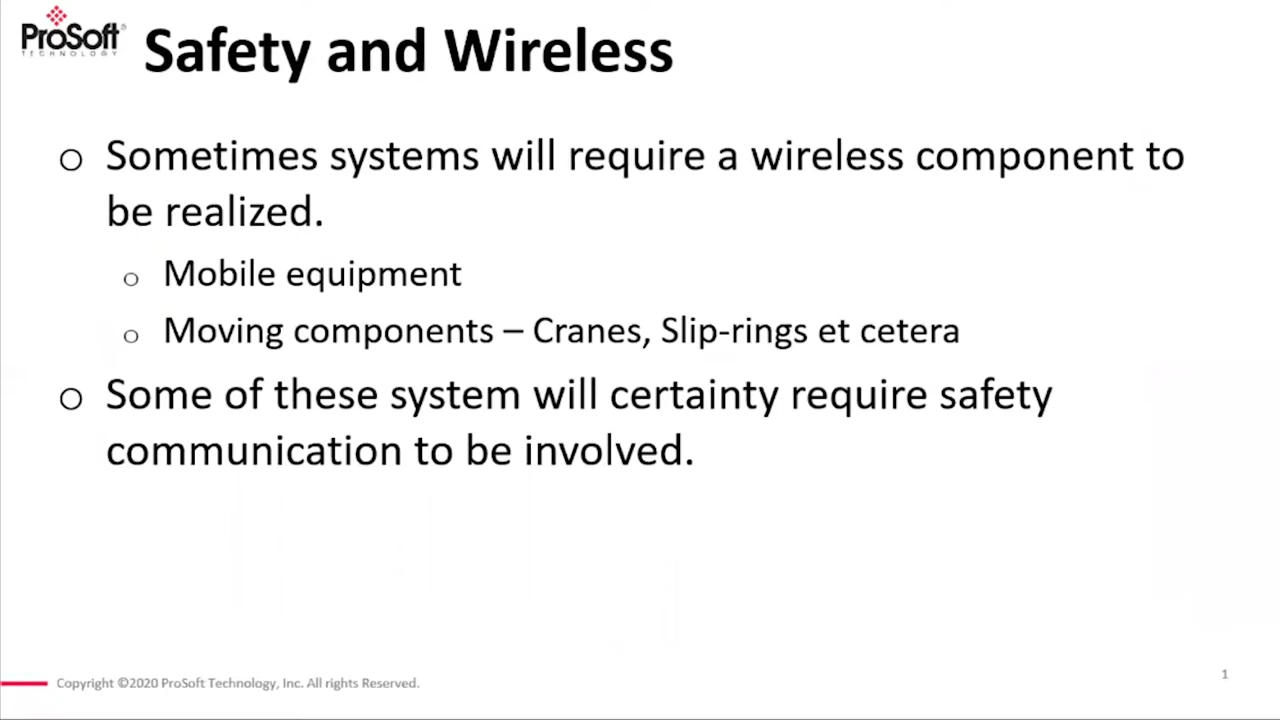 ProSoft®
TECHNOLOGY
Safety and Wireless
o Sometimes systems will require a wireless component to
be realized.
o Mobile equipment
o Moving components – Cranes, Slip-rings et cetera
o Some of these system will certainty require safety
communication to be involved.
Copyright ©2020 ProSoft Technology, Inc. All rights Reserved.
1